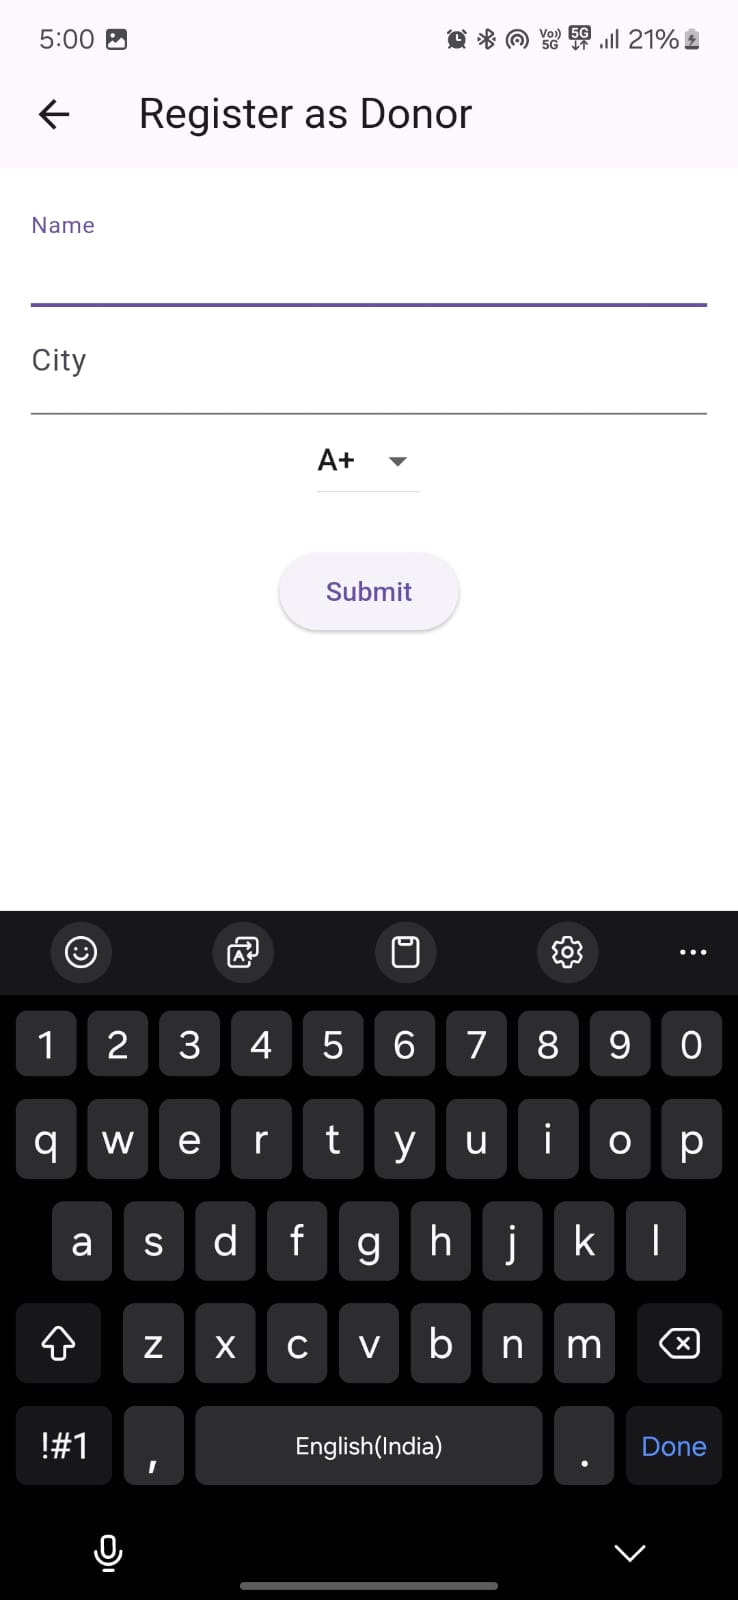 5:00 Vo)) 5G 5G 21%
Register as Donor
Name
City
A+
Submit
1 2 3 4 5 6 7 8 9 0
q w e r t y u i o p
a s d f g h j k l
z x c v b n m
!#1 , English(India) . Done